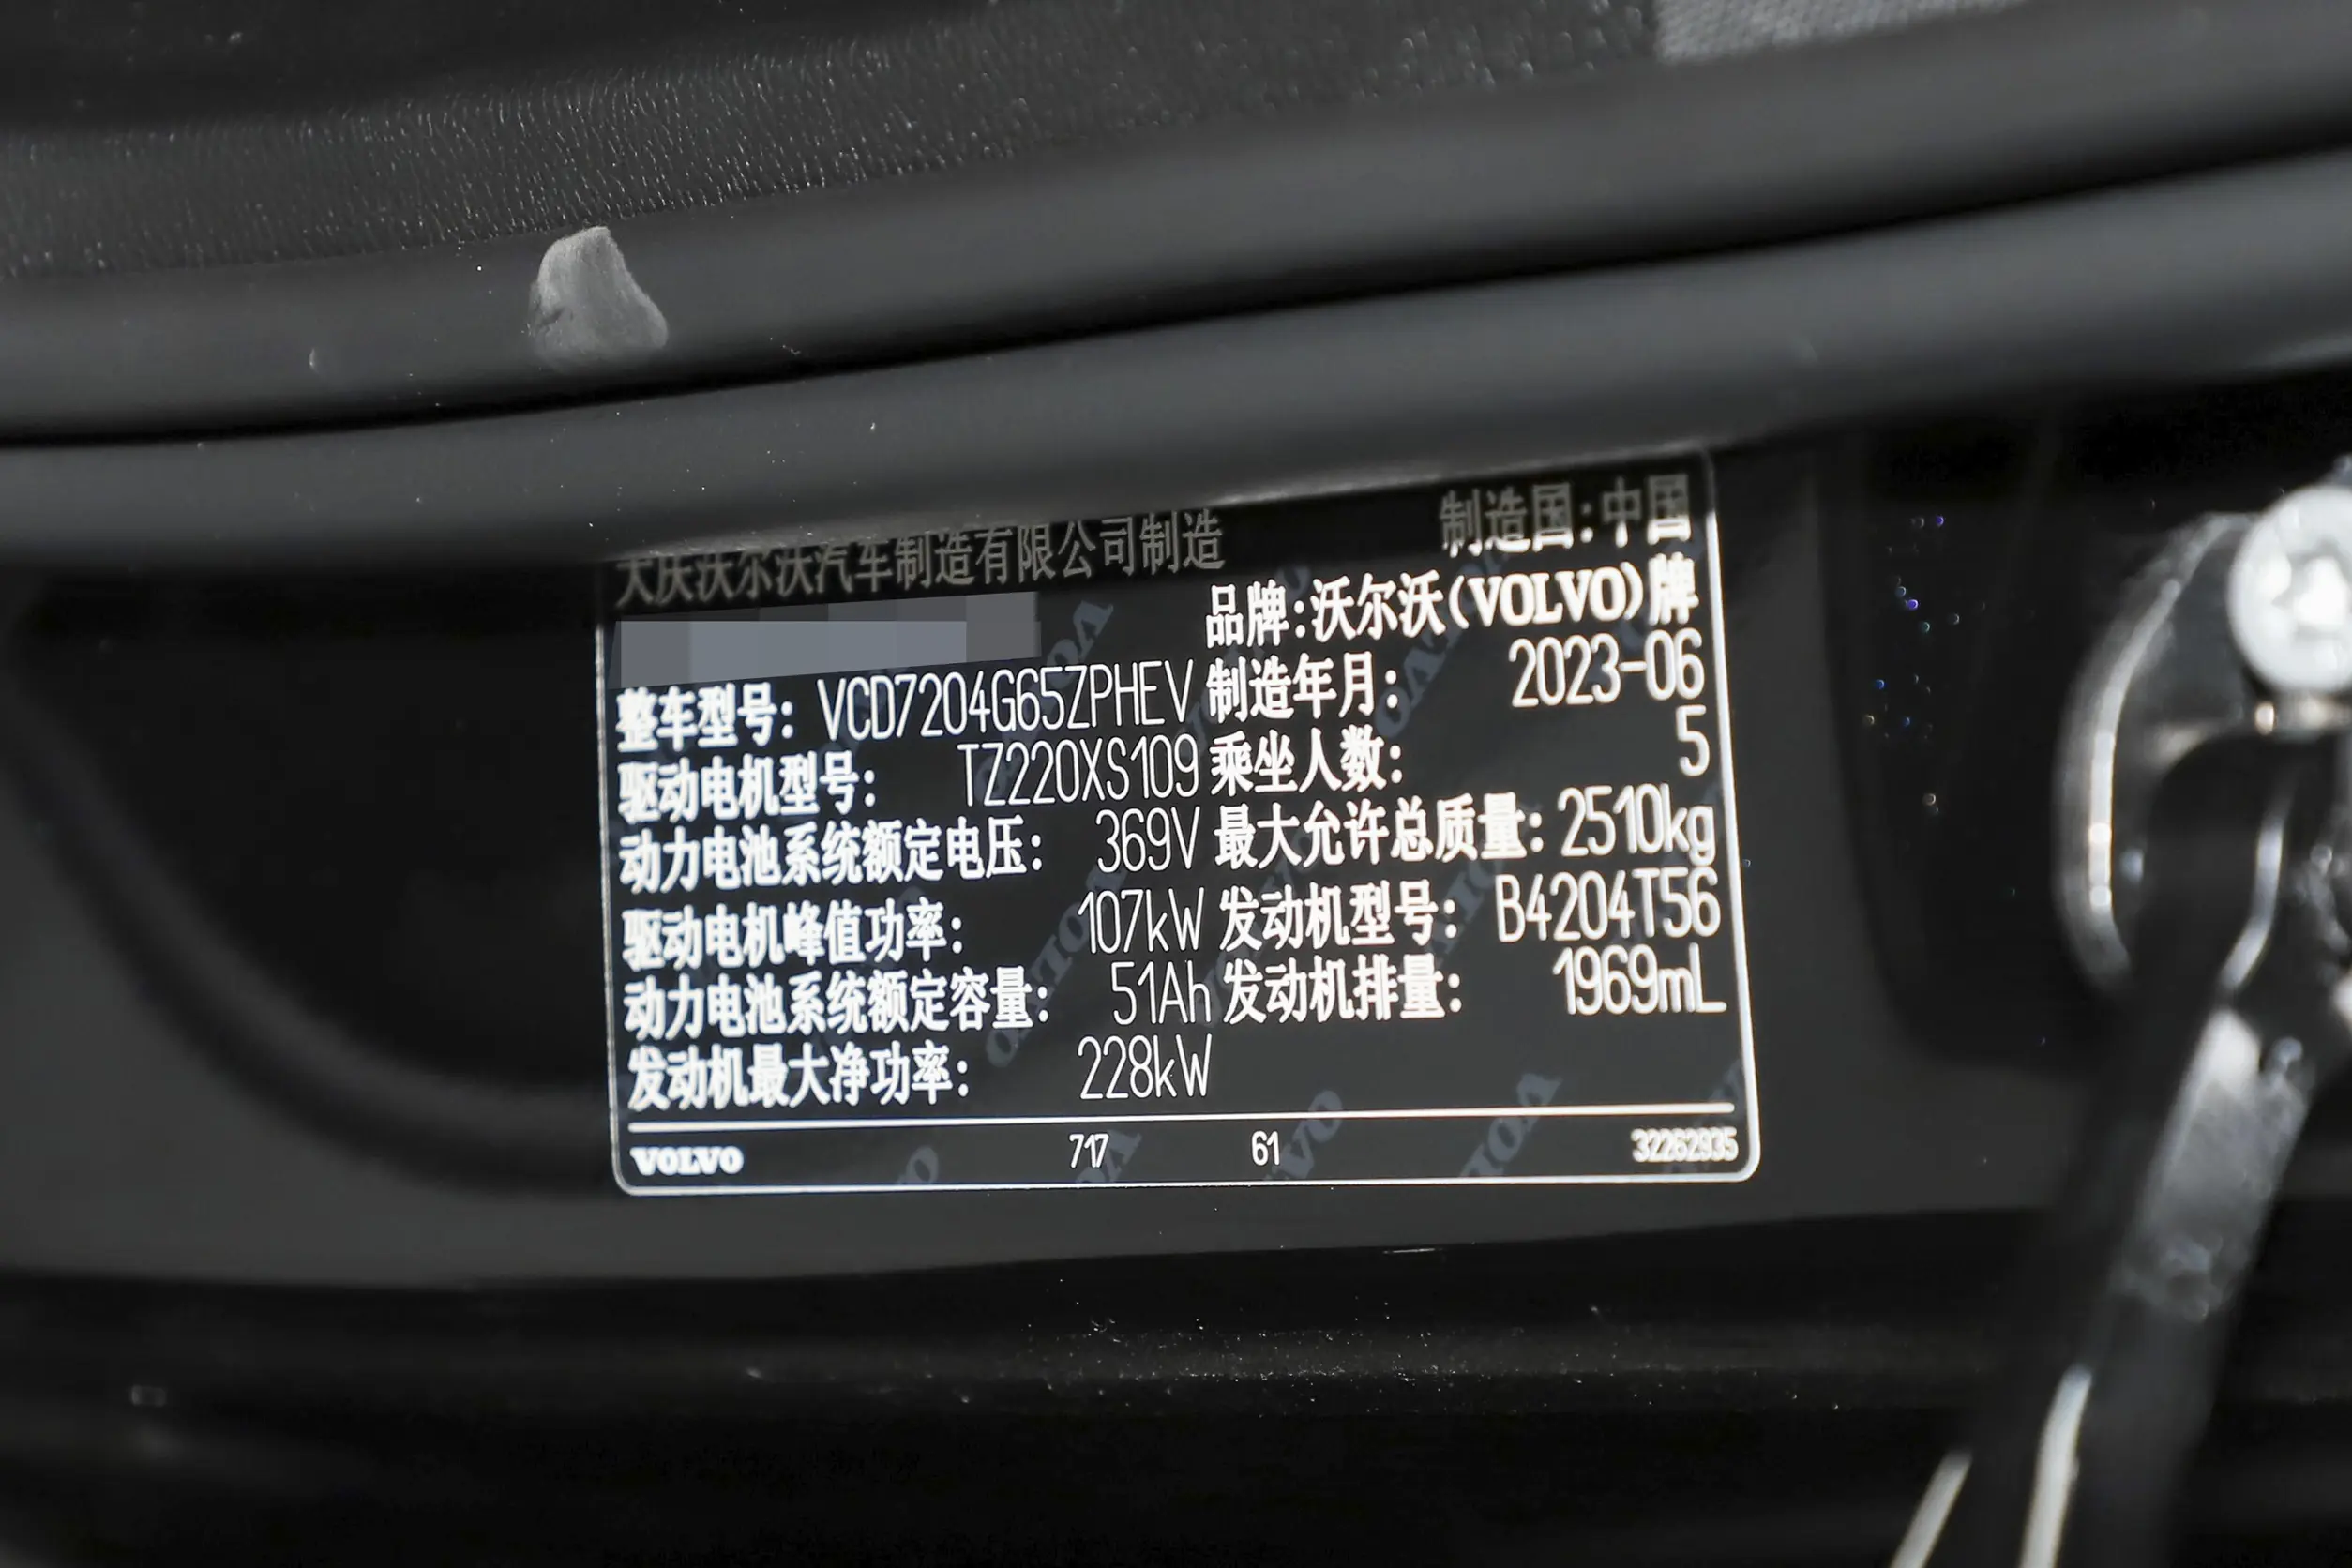 大庆沃尔沃汽车制造有限公司制造 制造国:中国
品牌:沃尔沃(VOLVO)牌
整车型号: VCD7204G65ZPHEV 制造年月: 2023-06
驱动电机型号: TZ220XS109 乘坐人数: 5
动力电池系统额定电压: 369V 最大允许总质量: 2510kg
驱动电机峰值功率: 107kW 发动机型号: B4204T56
动力电池系统额定容量: 51Ah 发动机排量: 1969mL
发动机最大净功率: 228kW
VOLVO 717 61 32262935